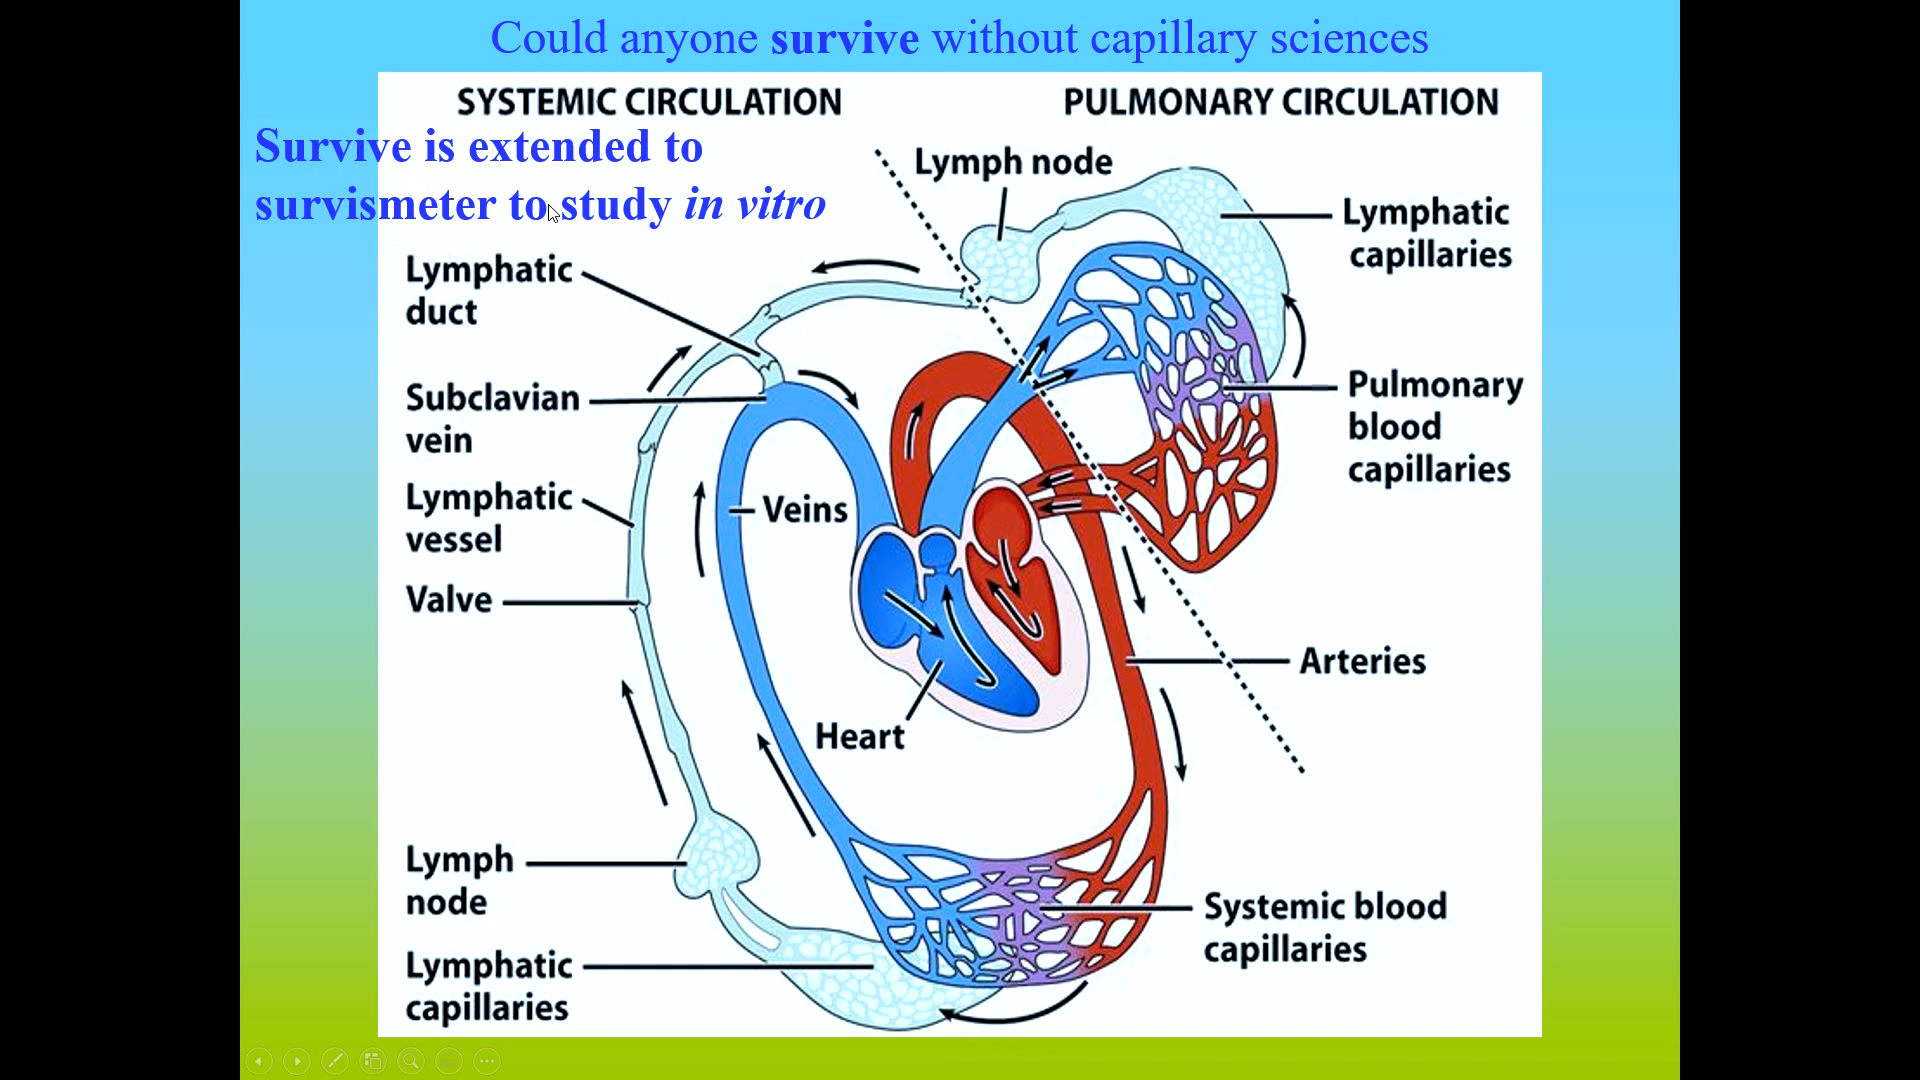 Could anyone survive without capillary sciences
SYSTEMIC CIRCULATION
PULMONARY CIRCULATION
Survive is extended to
survismeter to study in vitro
Lymph node
Lymphatic
capillaries
Lymphatic
duct
Subclavian
vein
Pulmonary
blood
capillaries
Lymphatic
vessel
Veins
Valve
Arteries
Heart
Lymph
node
Systemic blood
capillaries
Lymphatic
capillaries